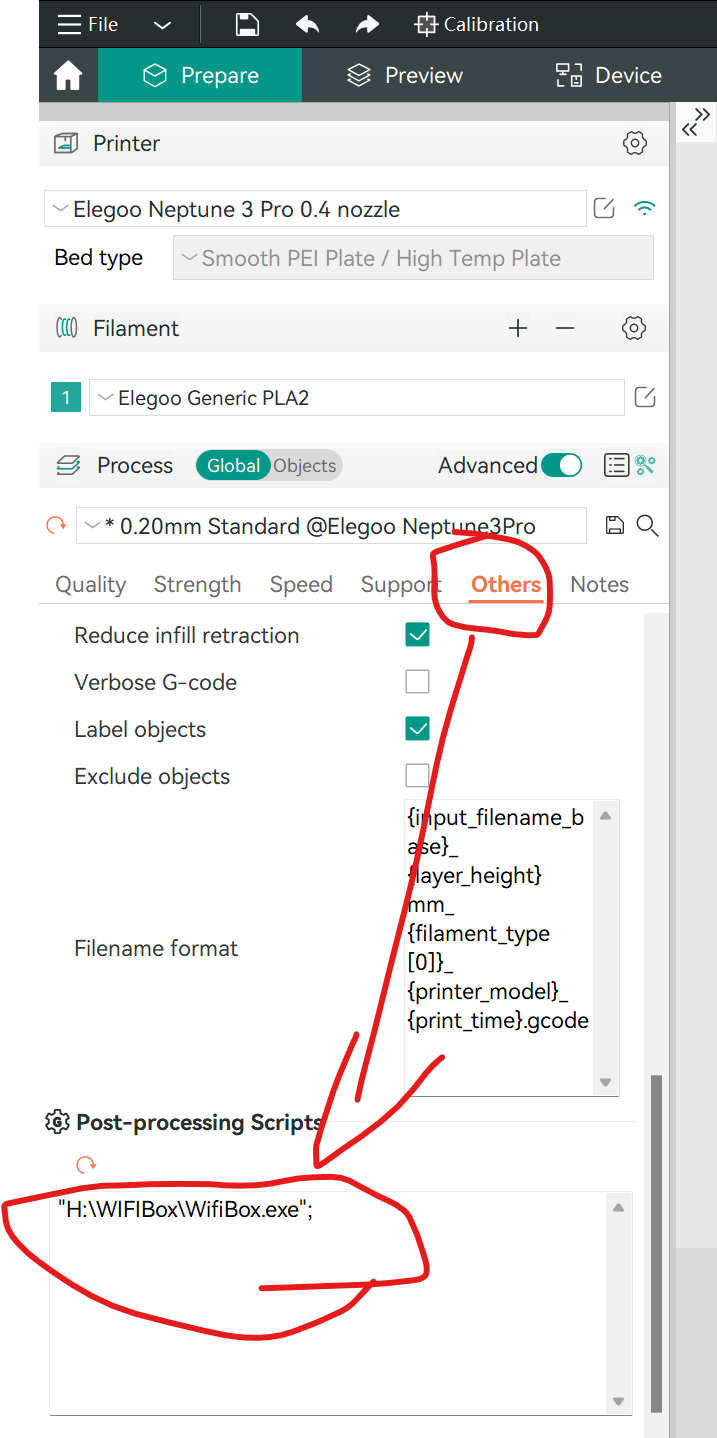 File
Calibration
Prepare
Preview
Device
Printer
Elegoo Neptune 3 Pro 0.4 nozzle
Bed type
Smooth PEI Plate / High Temp Plate
Filament
1
Elegoo Generic PLA2
Process
Global
Objects
Advanced
* 0.20mm Standard @Elegoo Neptune3Pro
Quality
Strength
Speed
Support
Others
Notes
Reduce infill retraction
Verbose G-code
Label objects
Exclude objects
Filename format
{input_filename_b
ase}_
{layer_height}
mm_
{filament_type
[0]}_
{printer_model}_
{print_time}.gcode
Post-processing Scripts
"H:\WIFIBox\WifiBox.exe";